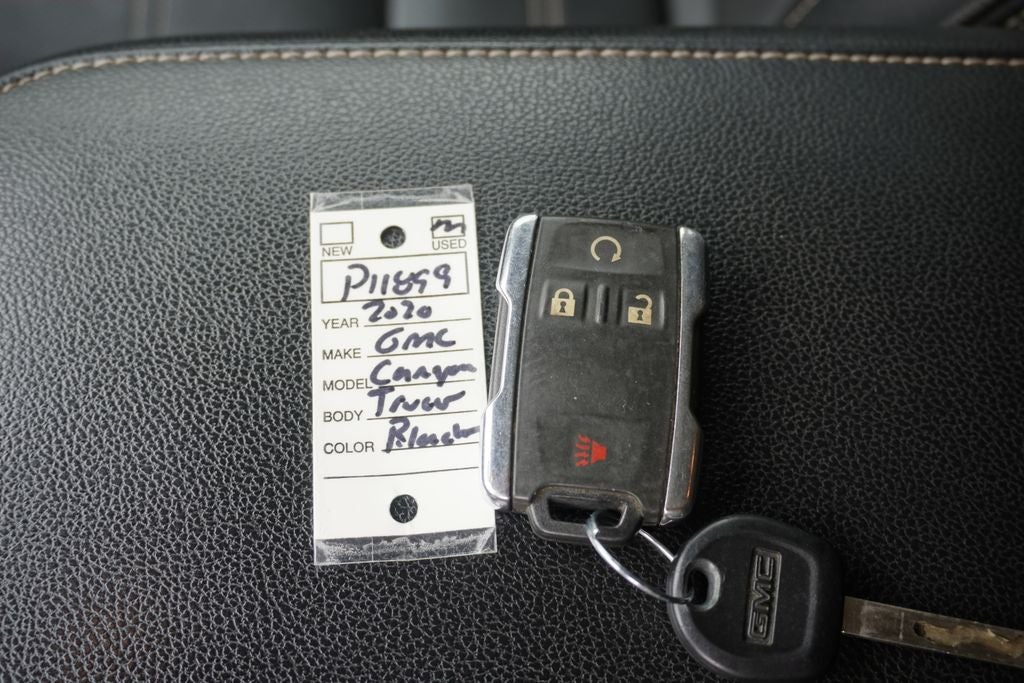 NEW USED
P11899
YEAR 2020
MAKE GMC
MODEL Canyon
BODY Truck
COLOR Black
GMC